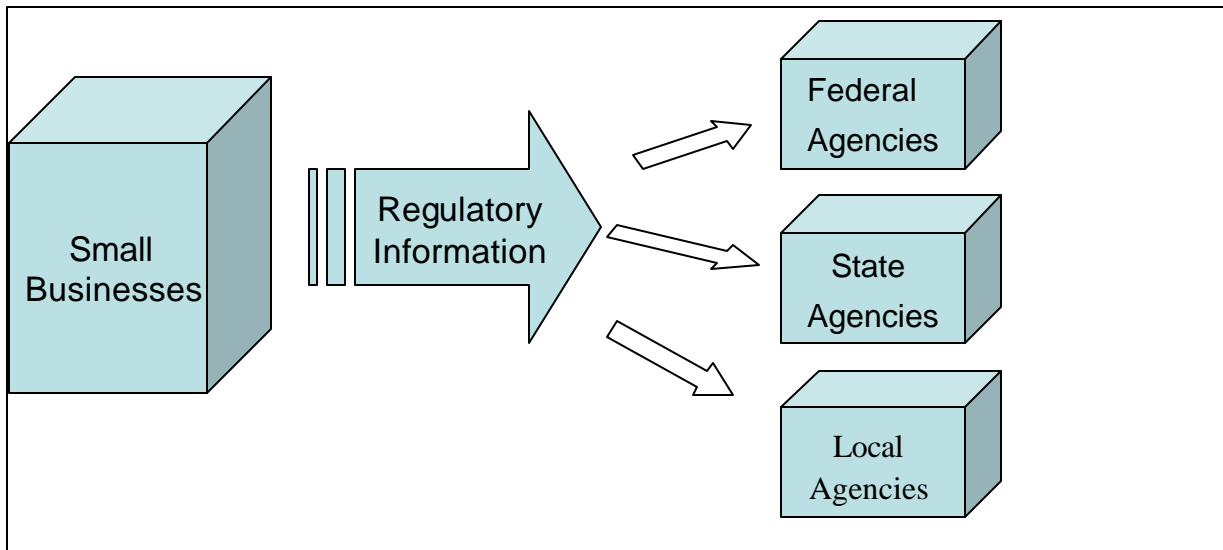 Small
Businesses
Regulatory
Information
Federal
Agencies
State
Agencies
Local
Agencies